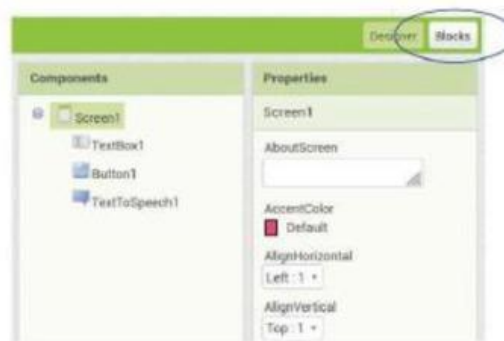 Designer Blocks
Components
Screen1
TextBox1
Button1
TextToSpeech1
Properties
Screen1
AboutScreen
AccentColor
Default
AlignHorizontal
Left : 1
AlignVertical
Top : 1